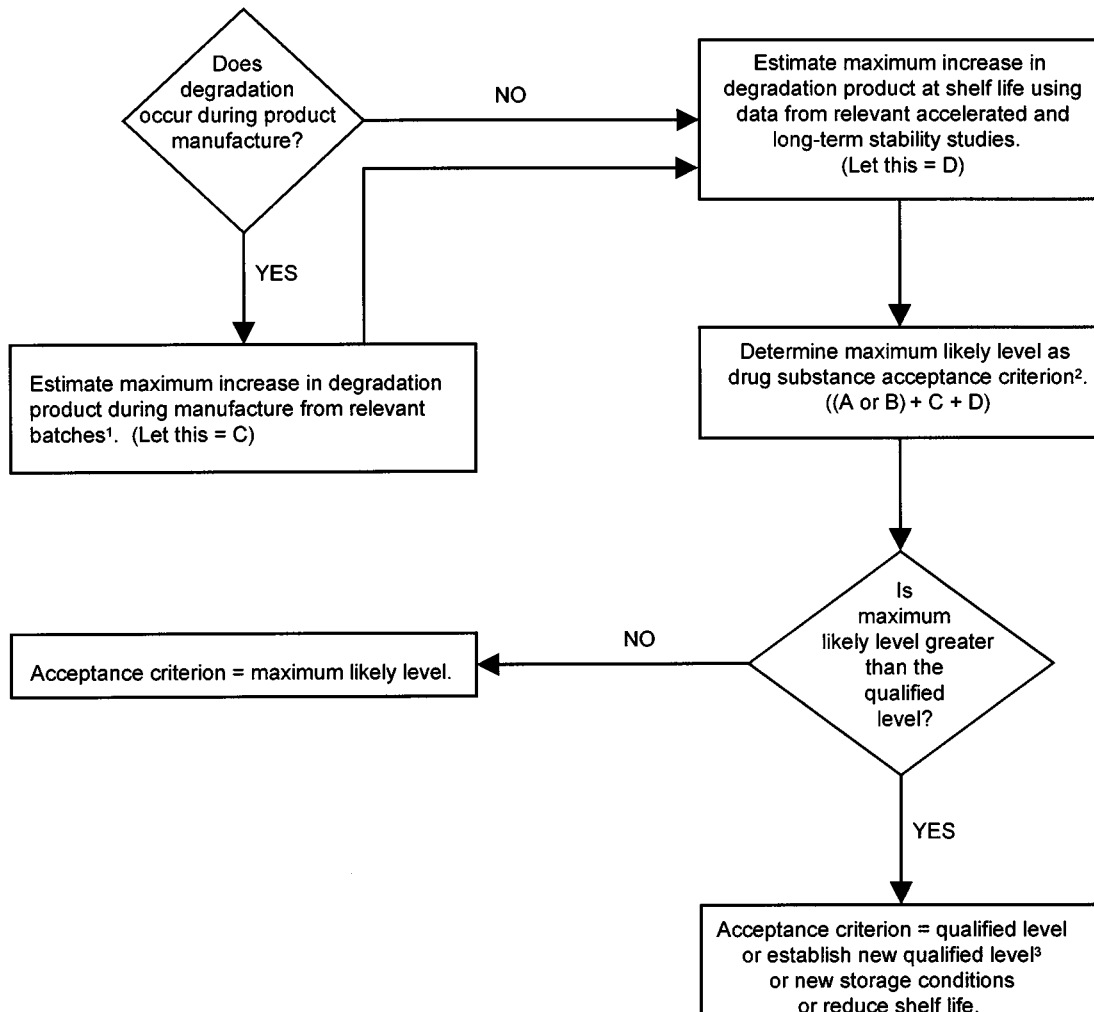 Does
degradation
occur during product
manufacture?
NO
Estimate maximum increase in
degradation product at shelf life using
data from relevant accelerated and
long-term stability studies.
(Let this = D)
YES
Estimate maximum increase in degradation
product during manufacture from relevant
batches¹. (Let this = C)
Determine maximum likely level as
drug substance acceptance criterion².
((A or B) + C + D)
Is
maximum
likely level greater
than the
qualified
level?
NO
Acceptance criterion = maximum likely level.
YES
Acceptance criterion = qualified level
or establish new qualified level³
or new storage conditions
or reduce shelf life.